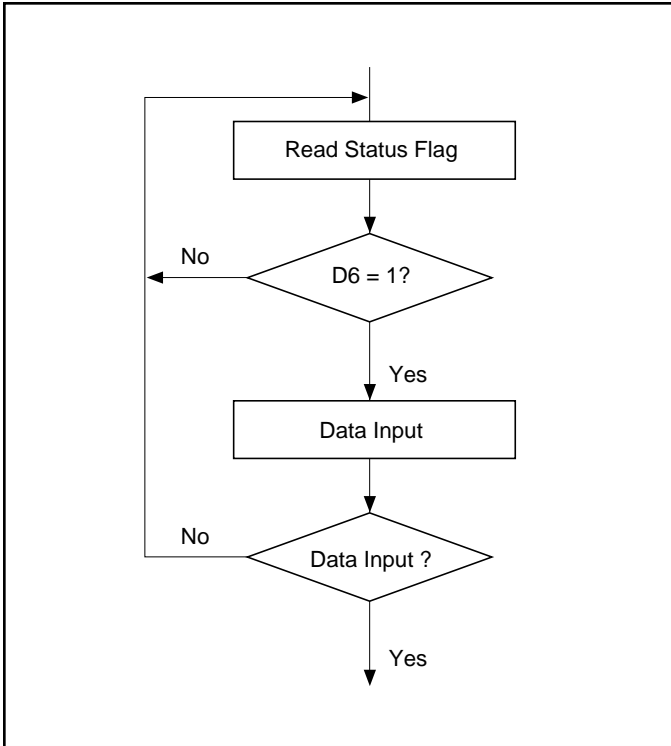 Read Status Flag
No
D6 = 1?
Yes
Data Input
No
Data Input ?
Yes